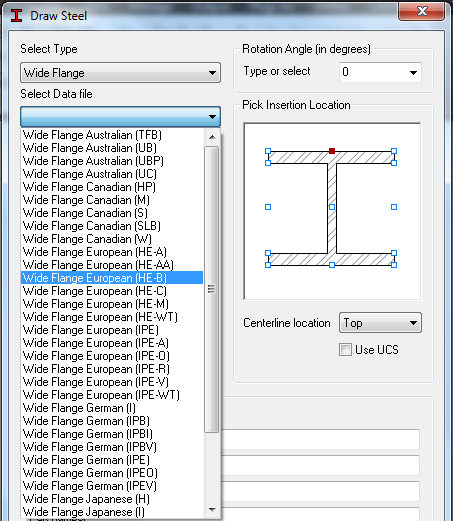 Draw Steel
Select Type
Wide Flange
Select Data file
Wide Flange Australian (TFB)
Wide Flange Australian (UB)
Wide Flange Australian (UBP)
Wide Flange Australian (UC)
Wide Flange Canadian (HP)
Wide Flange Canadian (M)
Wide Flange Canadian (S)
Wide Flange Canadian (SLB)
Wide Flange Canadian (W)
Wide Flange European (HE-A)
Wide Flange European (HE-AA)
Wide Flange European (HE-B)
Wide Flange European (HE-C)
Wide Flange European (HE-M)
Wide Flange European (HE-WT)
Wide Flange European (IPE)
Wide Flange European (IPE-A)
Wide Flange European (IPE-O)
Wide Flange European (IPE-R)
Wide Flange European (IPE-V)
Wide Flange European (IPE-WT)
Wide Flange German (I)
Wide Flange German (IPB)
Wide Flange German (IPBI)
Wide Flange German (IPBV)
Wide Flange German (IPE)
Wide Flange German (IPEO)
Wide Flange German (IPEV)
Wide Flange Japanese (H)
Wide Flange Japanese (I)
Rotation Angle (in degrees)
Type or select
0
Pick Insertion Location
Centerline location
Top
Use UCS